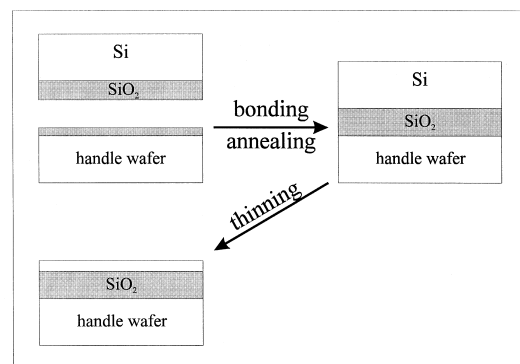 Si
SiO₂
handle wafer
bonding
annealing
Si
SiO₂
handle wafer
thinning
SiO₂
handle wafer